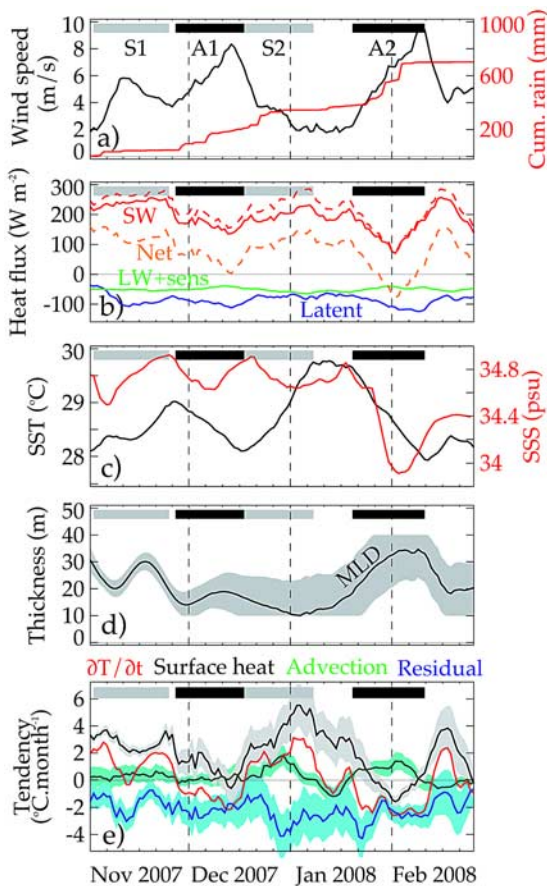 10
8
6
4
2
0
Wind speed
(m/s)
S1
A1
S2
A2
a)
1000
600
200
Cum. rain (mm)
300
200
100
0
-100
Heat flux (W m⁻²)
SW
Net
LW+sens
Latent
b)
30
29
28
SST (°C)
c)
34.8
34.4
34
SSS (psu)
50
40
30
20
10
0
Thickness (m)
MLD
d)
∂T/∂t Surface heat Advection Residual
6
4
2
0
-2
-4
Tendency
(°C.month⁻¹)
e)
Nov 2007 Dec 2007 Jan 2008 Feb 2008